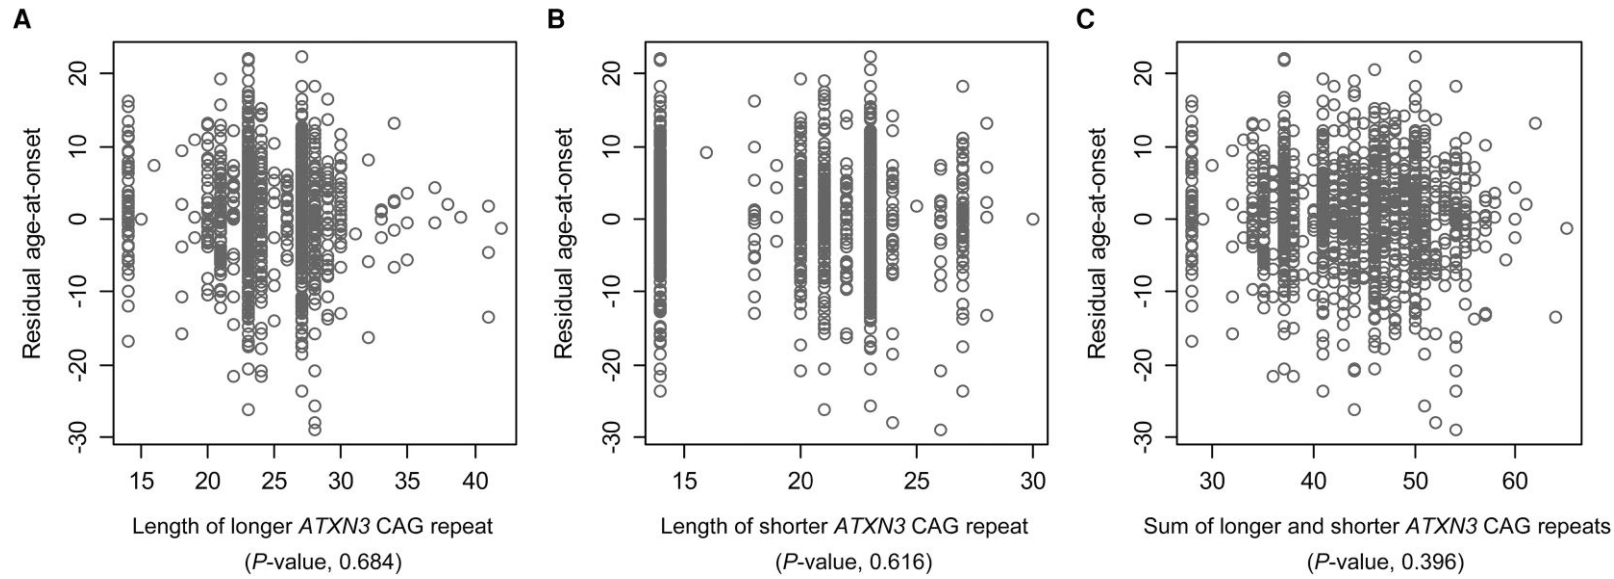 A
Residual age-at-onset
20
10
0
-10
-20
-30
15 20 25 30 35 40
Length of longer ATXN3 CAG repeat
(P-value, 0.684)
B
Residual age-at-onset
20
10
0
-10
-20
-30
15 20 25 30
Length of shorter ATXN3 CAG repeat
(P-value, 0.616)
C
Residual age-at-onset
20
10
0
-10
-20
-30
30 40 50 60
Sum of longer and shorter ATXN3 CAG repeats
(P-value, 0.396)